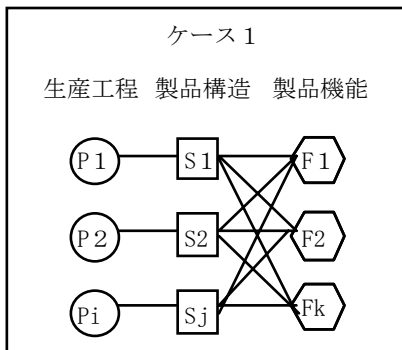 ケース１
生産工程 製品構造 製品機能
P１ S１ F１
P２ S２ F２
Pi Sj Fk